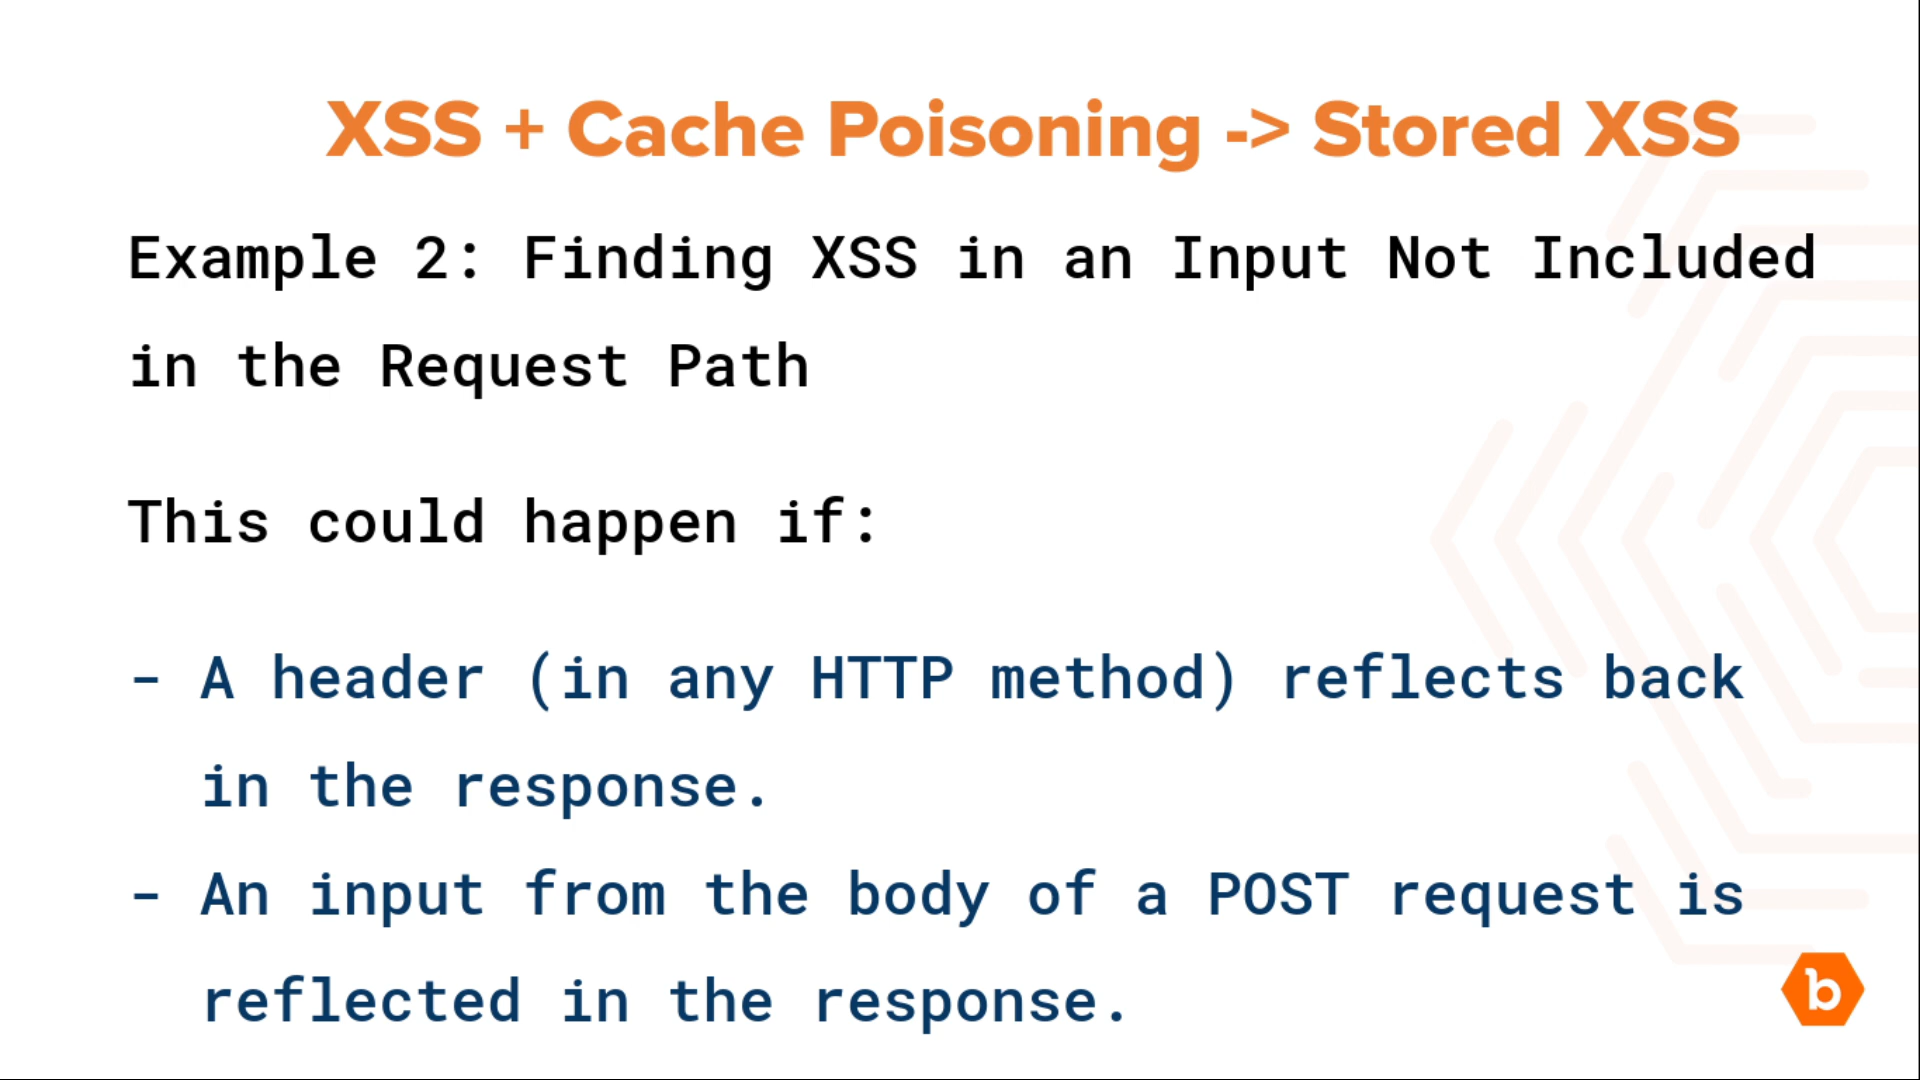 XSS + Cache Poisoning -> Stored XSS
Example 2: Finding XSS in an Input Not Included
in the Request Path
This could happen if:
- A header (in any HTTP method) reflects back
in the response.
- An input from the body of a POST request is
reflected in the response.
b